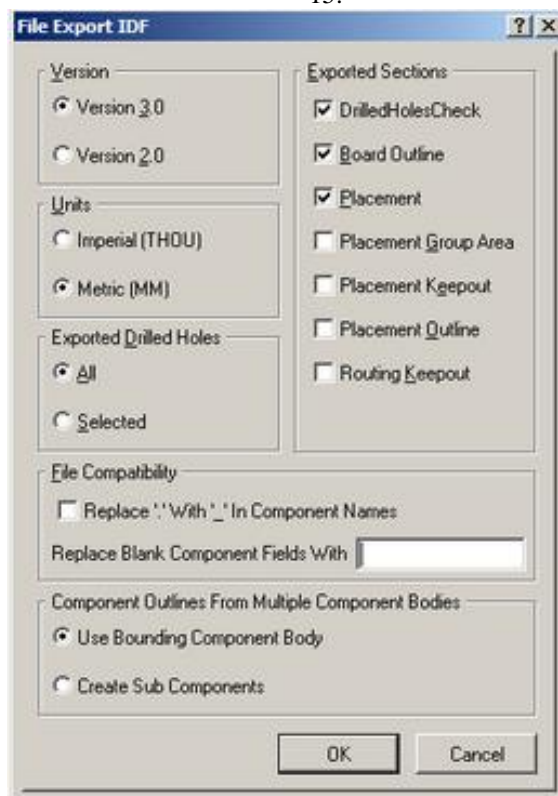 15.
File Export IDF
Version
Version 3.0
Version 2.0
Units
Imperial (THOU)
Metric (MM)
Exported Drilled Holes
All
Selected
Exported Sections
DrilledHolesCheck
Board Outline
Placement
Placement Group Area
Placement Keepout
Placement Outline
Routing Keepout
File Compatibility
Replace '.' With '_' In Component Names
Replace Blank Component Fields With
Component Outlines From Multiple Component Bodies
Use Bounding Component Body
Create Sub Components
OK
Cancel